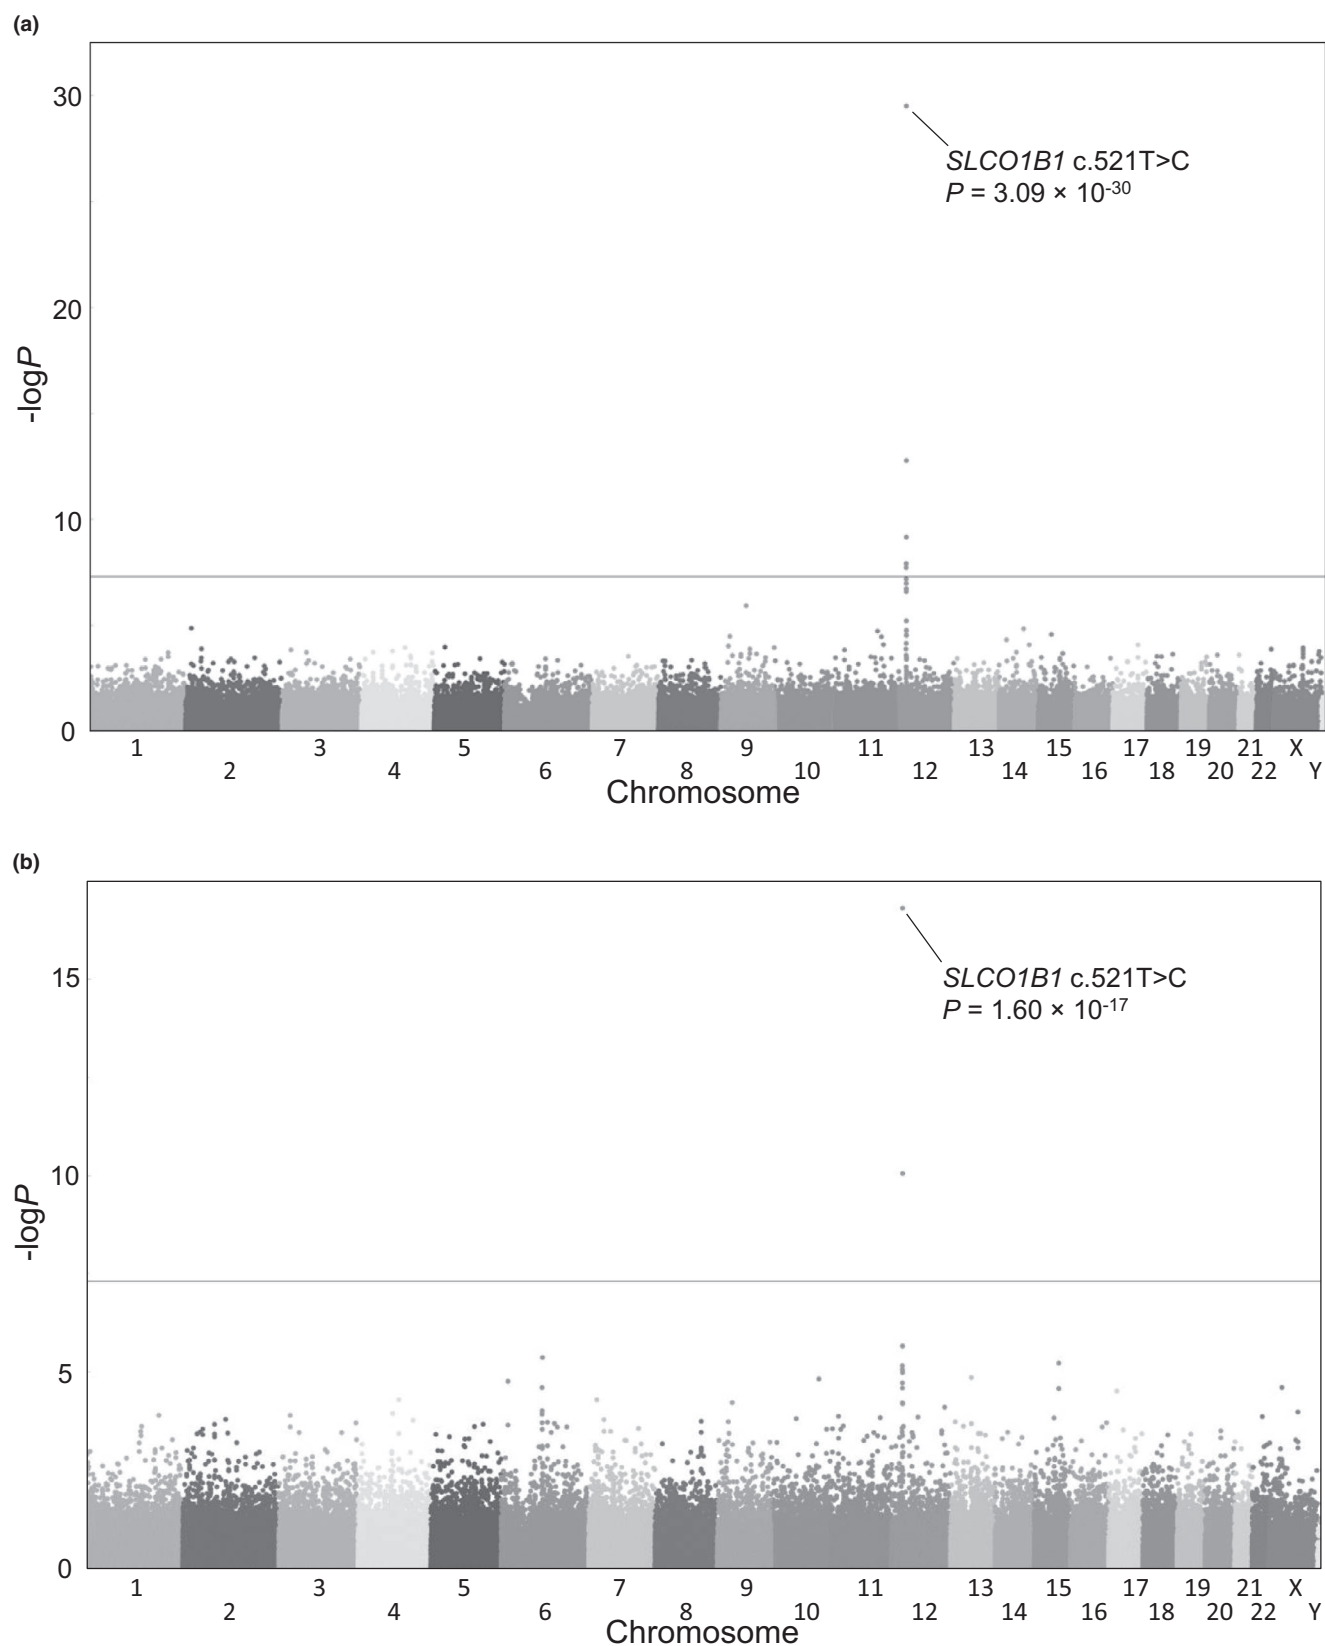 (a)
30
SLCO1B1 c.521T>C
P = 3.09 × 10-30
20
-logP
10
0
1 3 5 7 9 11 13 15 17 19 21 X
2 4 6 8 10 12 14 16 18 20 22 Y
Chromosome
(b)
15
SLCO1B1 c.521T>C
P = 1.60 × 10-17
10
-logP
5
0
1 3 5 7 9 11 13 15 17 19 21 X
2 4 6 8 10 12 14 16 18 20 22 Y
Chromosome